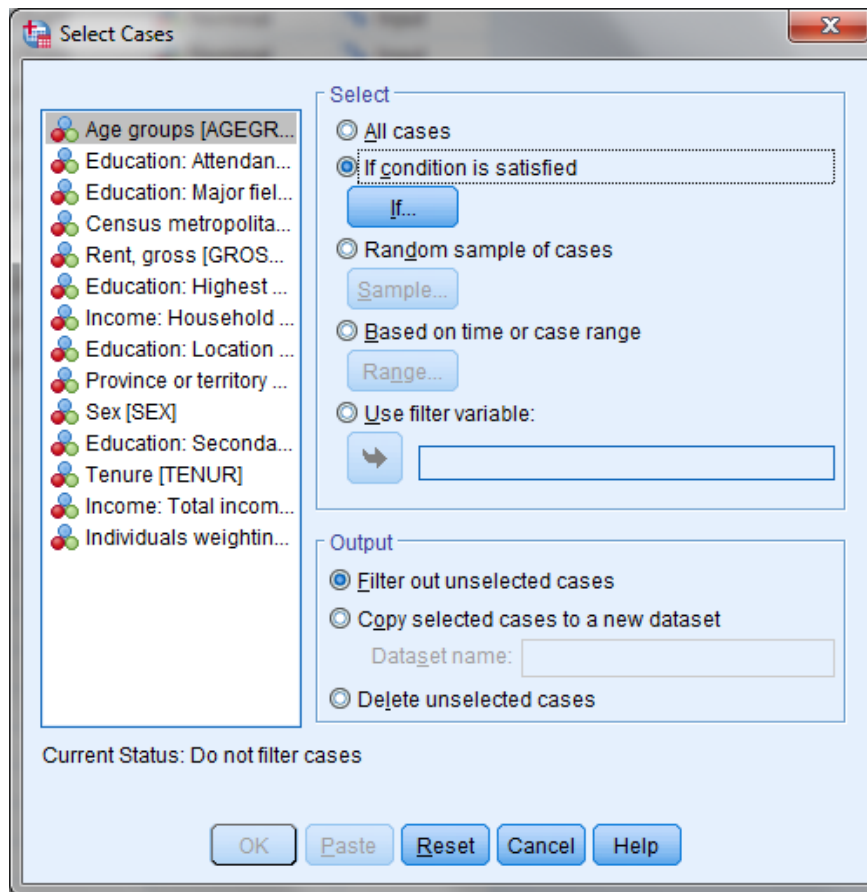 Select Cases
Age groups [AGEGR...
Education: Attendan...
Education: Major fiel...
Census metropolita...
Rent, gross [GROS...
Education: Highest ...
Income: Household ...
Education: Location ...
Province or territory ...
Sex [SEX]
Education: Seconda...
Tenure [TENUR]
Income: Total incom...
Individuals weightin...
Select
All cases
If condition is satisfied
If...
Random sample of cases
Sample...
Based on time or case range
Range...
Use filter variable:
Output
Filter out unselected cases
Copy selected cases to a new dataset
Dataset name:
Delete unselected cases
Current Status: Do not filter cases
OK Paste Reset Cancel Help